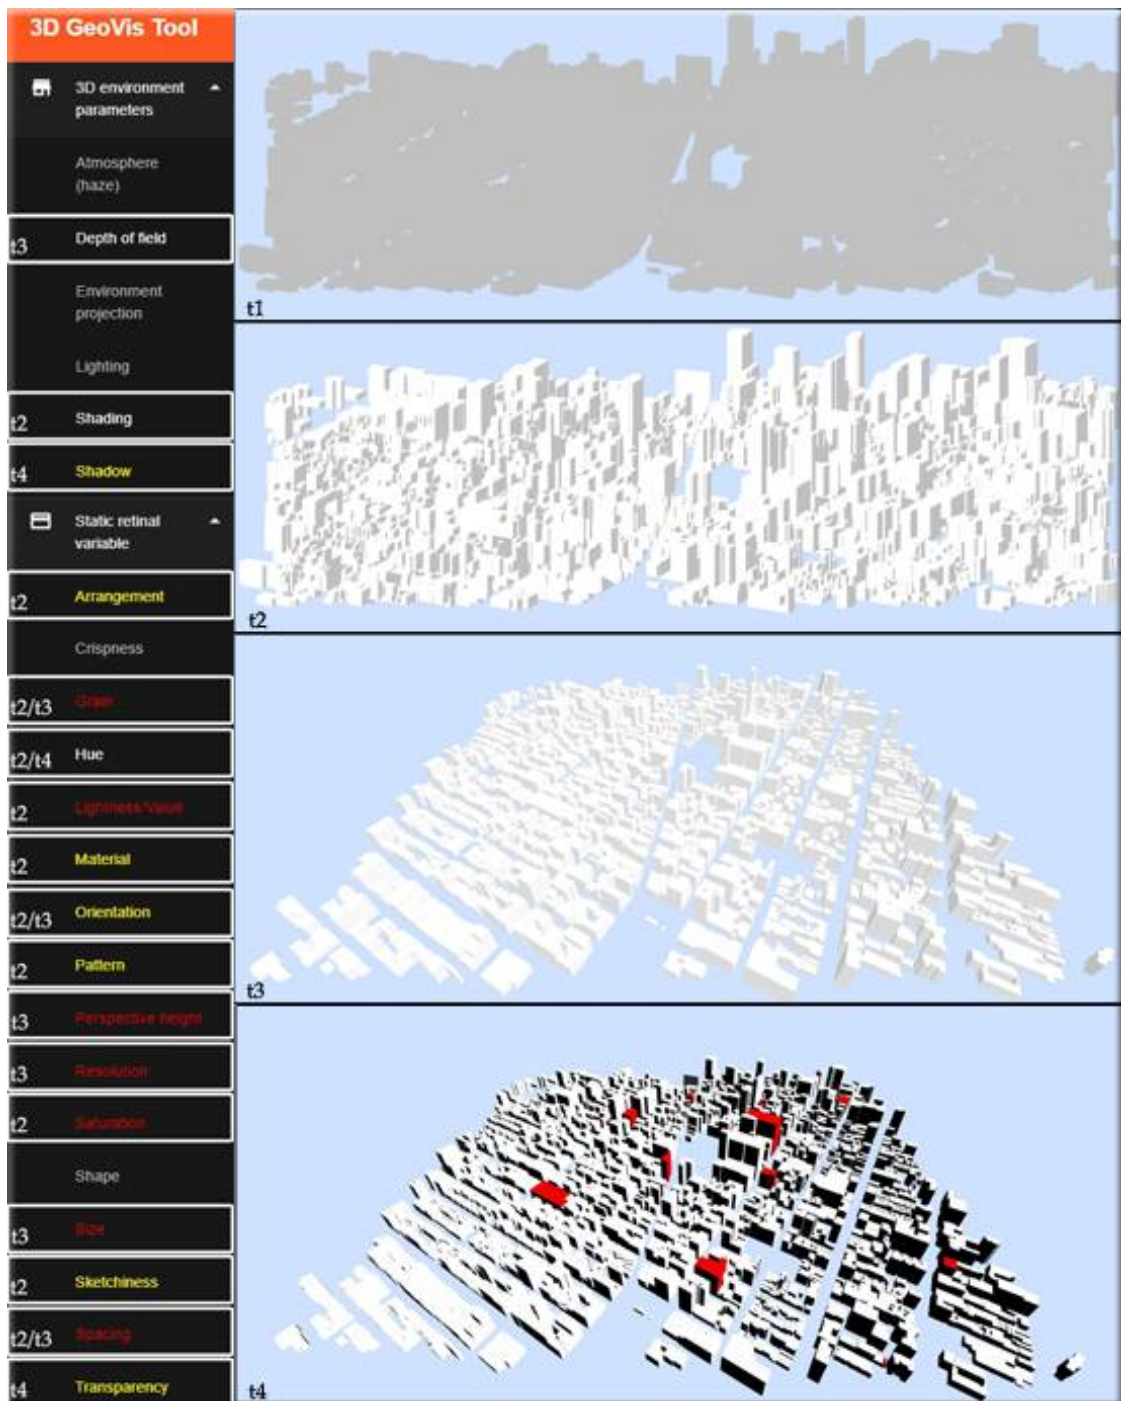 3D GeoVis Tool
3D environment
parameters
Atmosphere
(haze)
t3 Depth of field
Environment
projection
Lighting
t2 Shading
t4 Shadow
Static retinal
variable
t2 Arrangement
Crispness
t2/t3 Grain
t2/t4 Hue
t2 Lightness/Value
t2 Material
t2/t3 Orientation
t2 Pattern
t3 Perspective height
t3 Resolution
t2 Saturation
Shape
t3 Size
t2 Sketchiness
t2/t3 Spacing
t4 Transparency
t1
t2
t3
t4